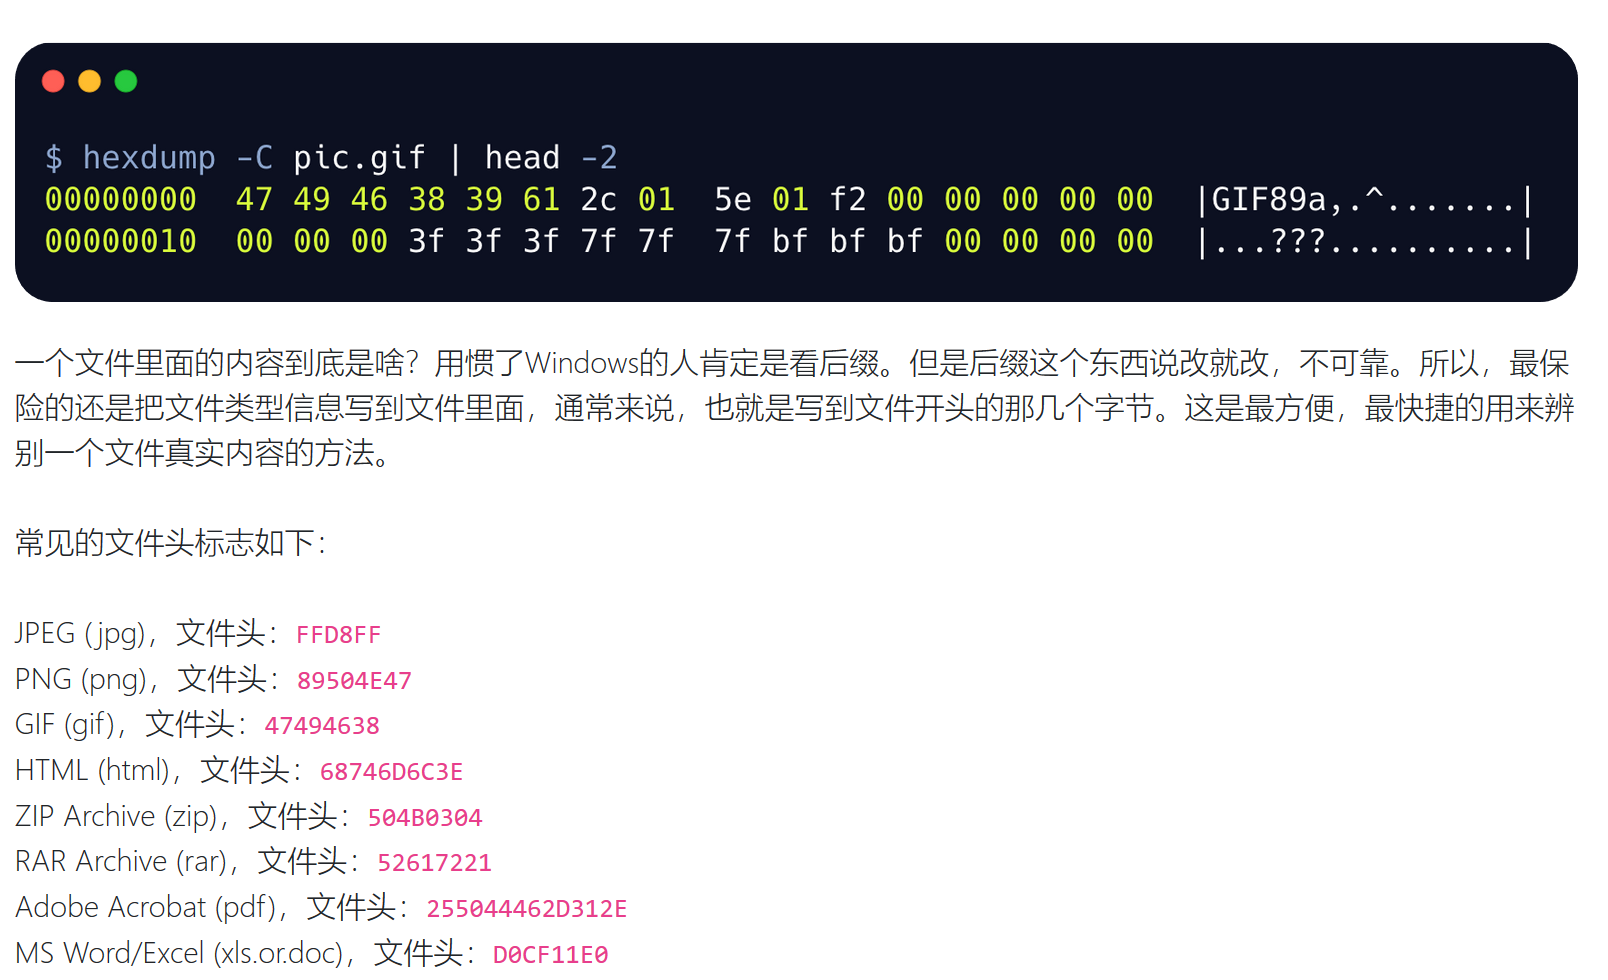 $ hexdump -C pic.gif | head -2
00000000  47 49 46 38 39 61 2c 01  5e 01 f2 00 00 00 00 00  |GIF89a,.^.......|
00000010  00 00 00 3f 3f 3f 7f 7f  7f bf bf bf 00 00 00 00  |...???..........|
一个文件里面的内容到底是啥？用惯了Windows的人肯定是看后缀。但是后缀这个东西说改就改，不可靠。所以，最保
险的还是把文件类型信息写到文件里面，通常来说，也就是写到文件开头的那几个字节。这是最方便，最快捷的用来辨
别一个文件真实内容的方法。
常见的文件头标志如下：
JPEG (jpg)，文件头：FFD8FF
PNG (png)，文件头：89504E47
GIF (gif)，文件头：47494638
HTML (html)，文件头：68746D6C3E
ZIP Archive (zip)，文件头：504B0304
RAR Archive (rar)，文件头：52617221
Adobe Acrobat (pdf)，文件头：255044462D312E
MS Word/Excel (xls.or.doc)，文件头：D0CF11E0